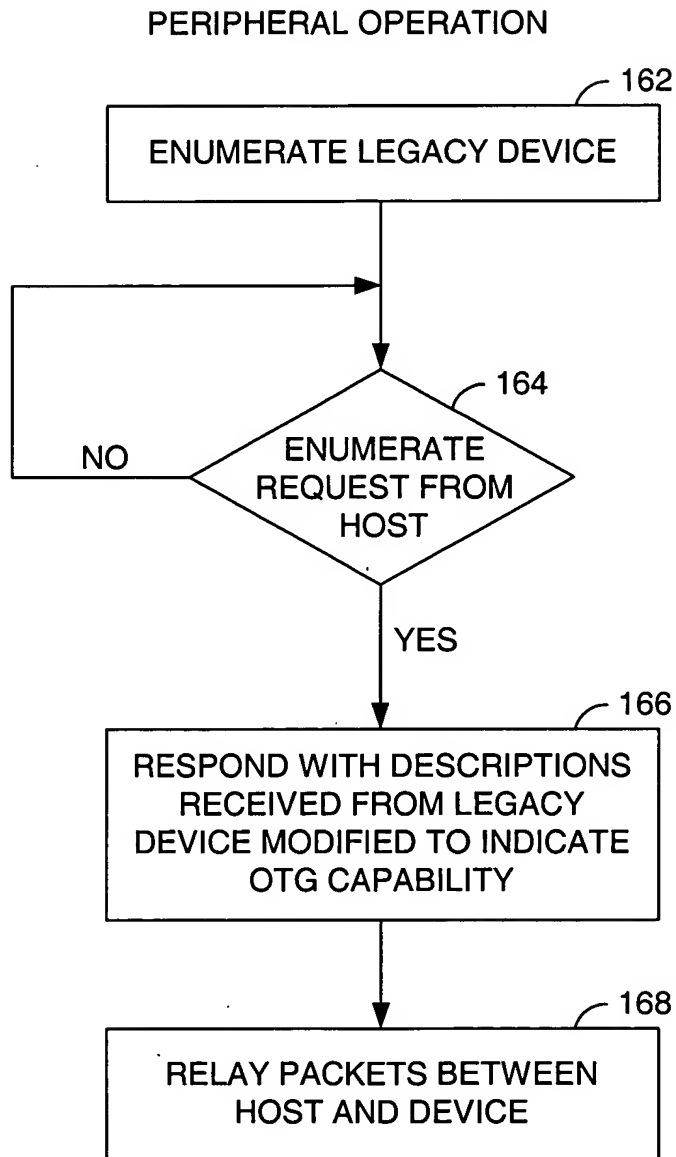 PERIPHERAL OPERATION
162
ENUMERATE LEGACY DEVICE
164
ENUMERATE
REQUEST FROM
HOST
NO
YES
166
RESPOND WITH DESCRIPTIONS
RECEIVED FROM LEGACY
DEVICE MODIFIED TO INDICATE
OTG CAPABILITY
168
RELAY PACKETS BETWEEN
HOST AND DEVICE